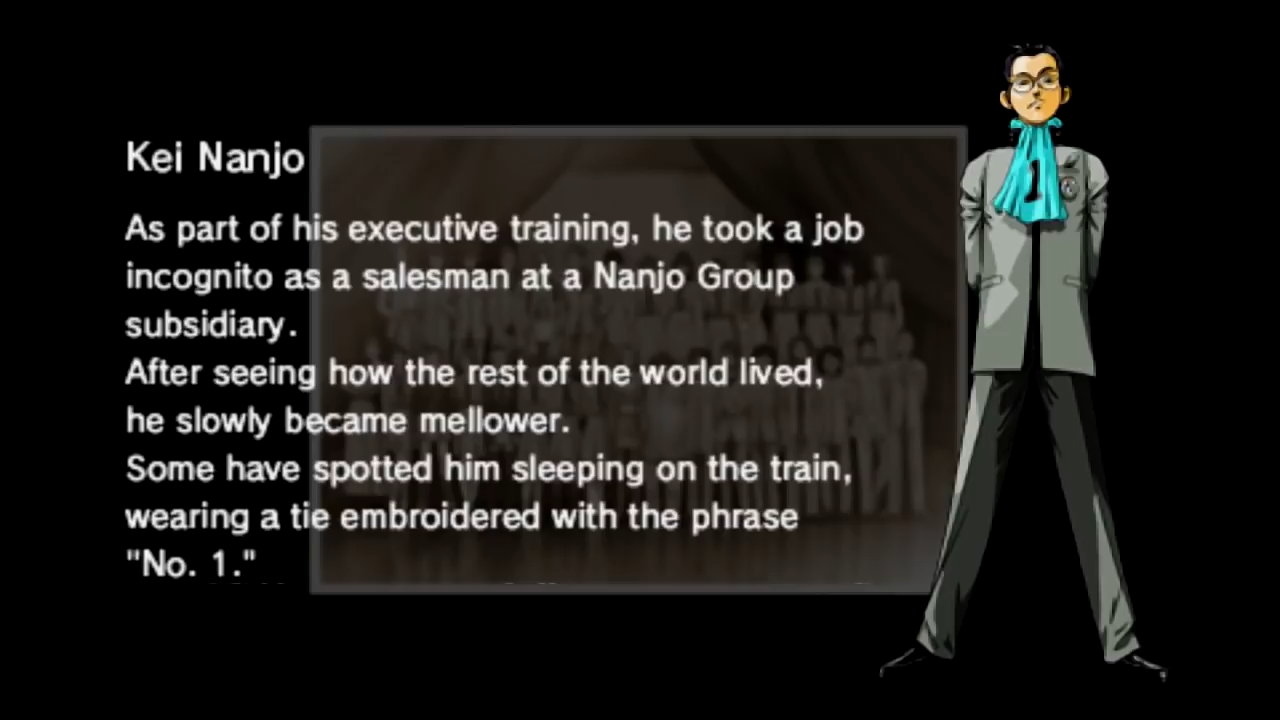 Kei Nanjo
As part of his executive training, he took a job
incognito as a salesman at a Nanjo Group
subsidiary.
After seeing how the rest of the world lived,
he slowly became mellower.
Some have spotted him sleeping on the train,
wearing a tie embroidered with the phrase
"No. 1."
1